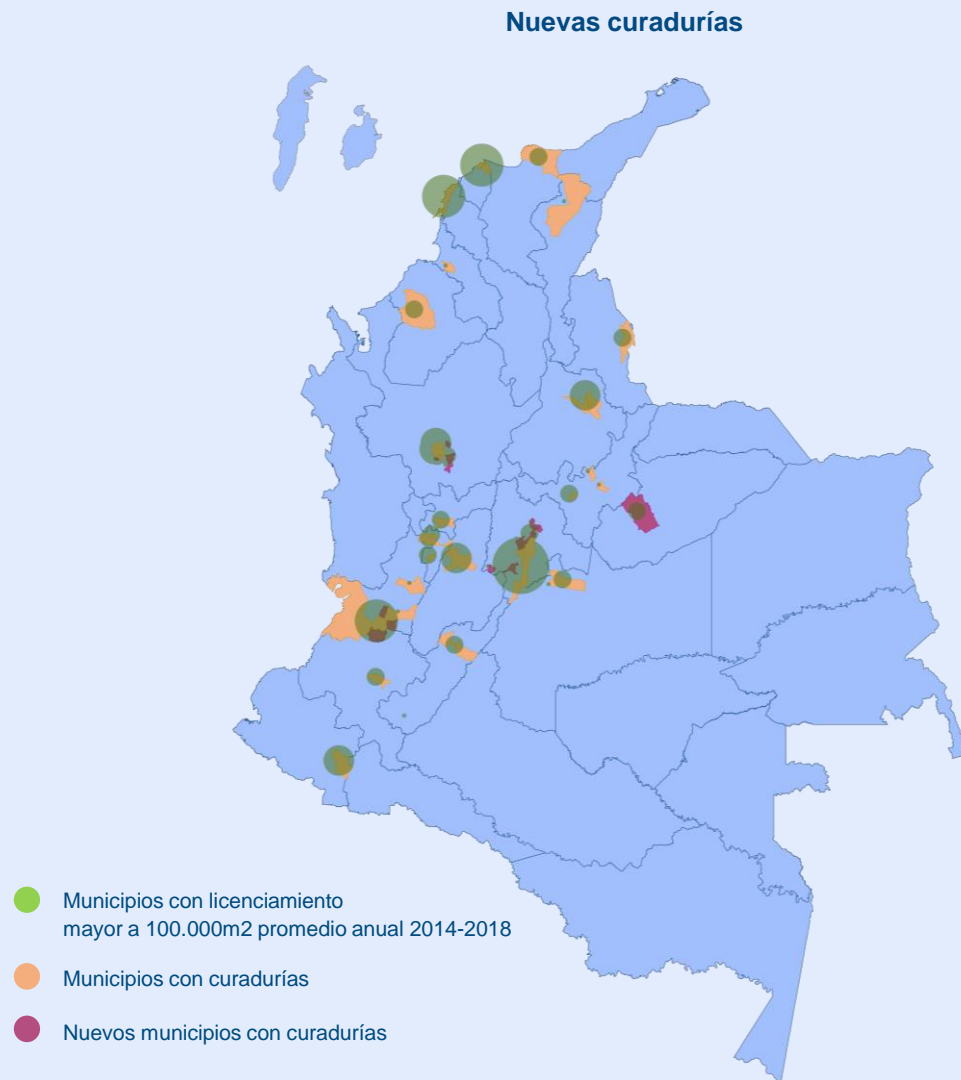 Nuevas curadurías
Municipios con licenciamiento
mayor a 100.000m2 promedio anual 2014-2018
Municipios con curadurías
Nuevos municipios con curadurías